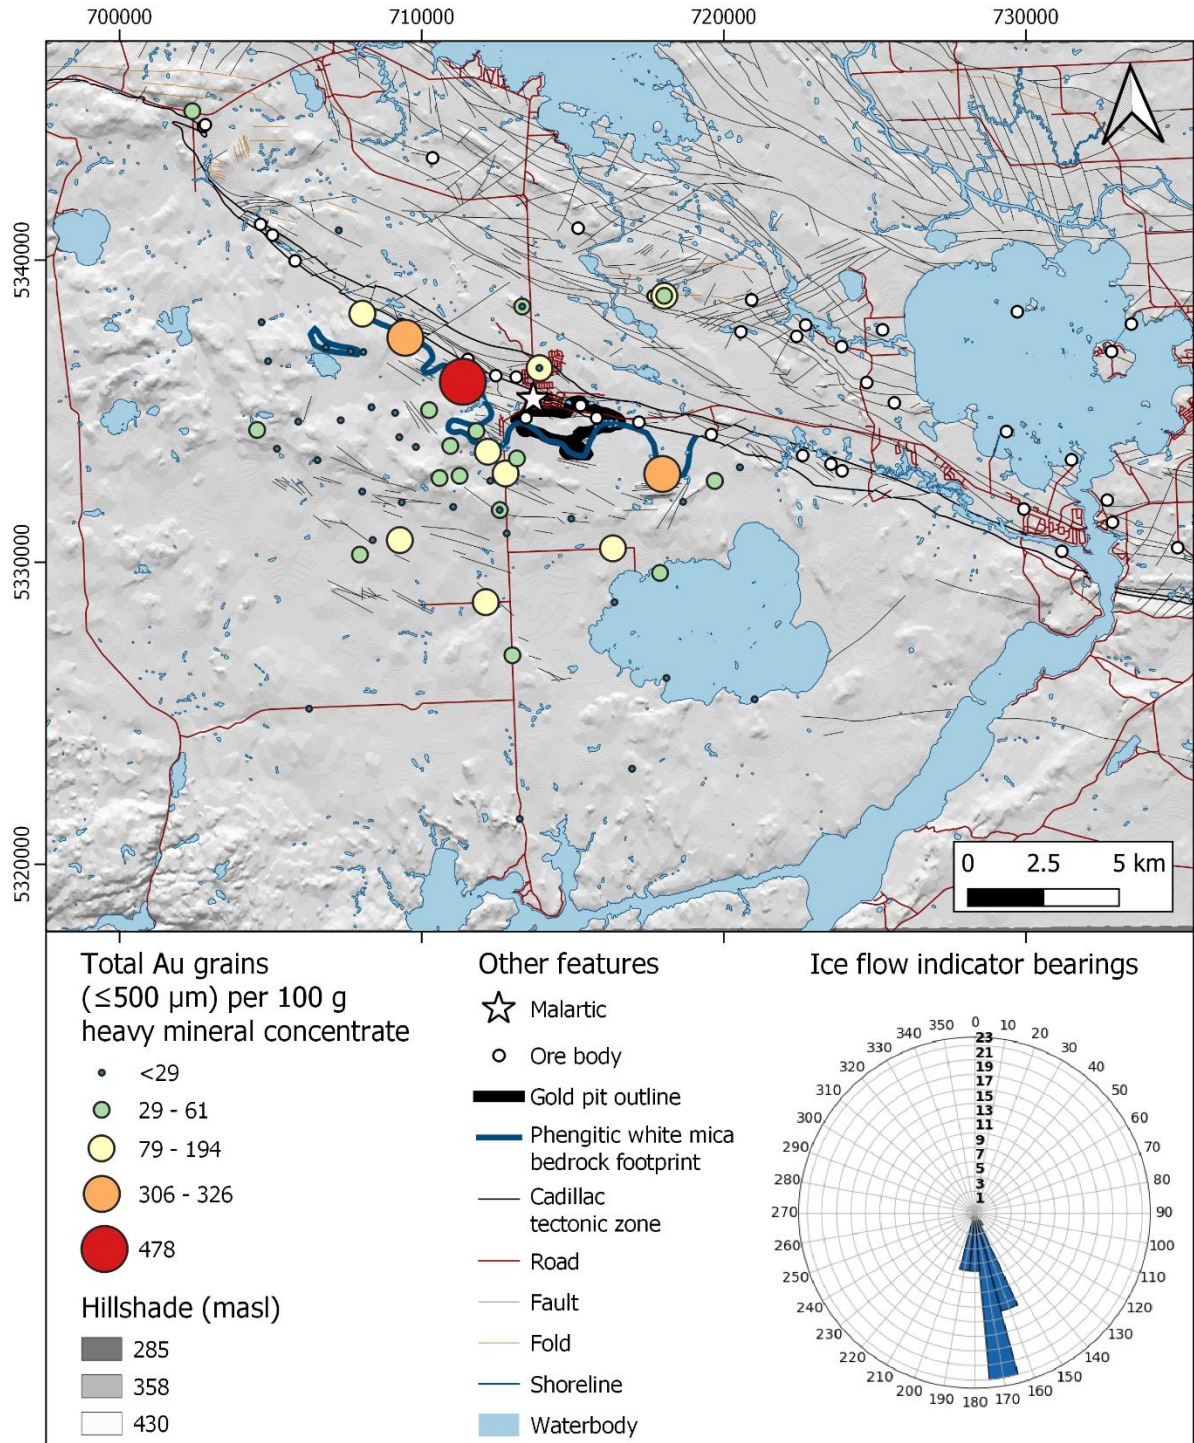 700000 710000 720000 730000
5340000
5330000
5320000
0 2.5 5 km
Total Au grains
(≤500 µm) per 100 g
heavy mineral concentrate
<29
29 - 61
79 - 194
306 - 326
478
Hillshade (masl)
285
358
430
Other features
Malartic
Ore body
Gold pit outline
Phengitic white mica
bedrock footprint
Cadillac
tectonic zone
Road
Fault
Fold
Shoreline
Waterbody
Ice flow indicator bearings
0
10
20
30
40
50
60
70
80
90
100
110
120
130
140
150
160
170
180
190
200
210
220
230
240
250
260
270
280
290
300
310
320
330
340
350
23
21
19
17
15
13
11
9
7
5
3
1